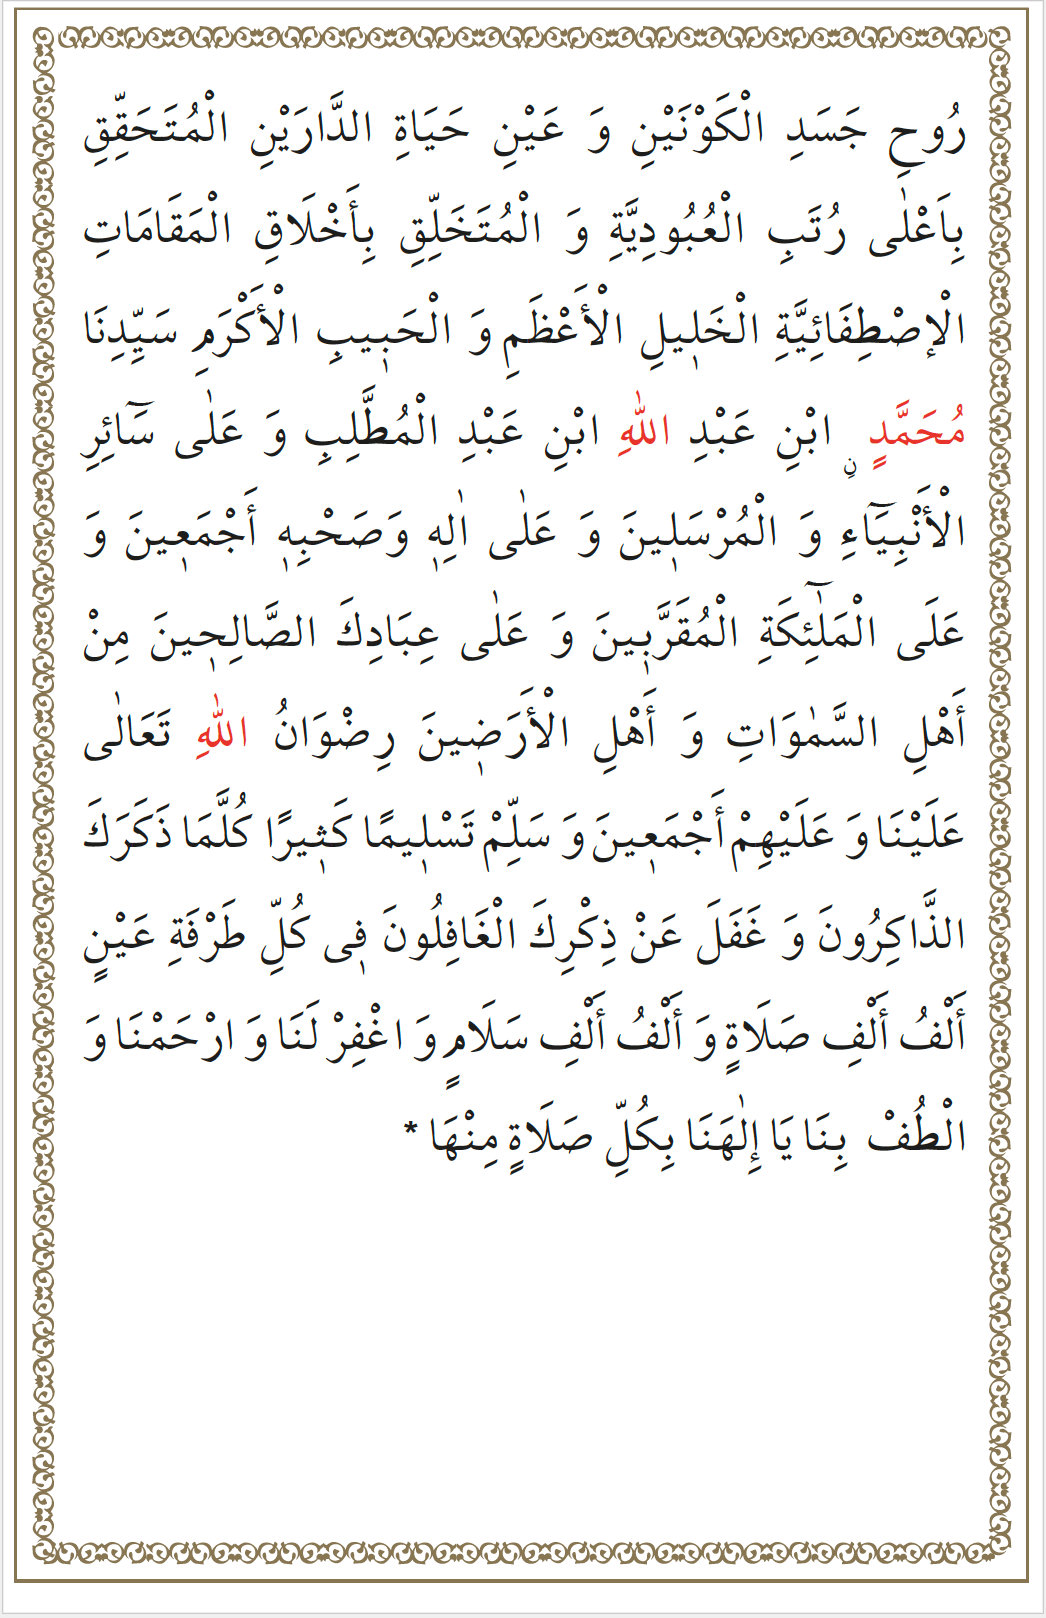 رُوحِ جَسَدِ الْكَوْنَيْنِ وَ عَيْنِ حَيَاةِ الدَّارَيْنِ الْمُتَحَقِّقِ
بِاَعْلٰى رُتَبِ الْعُبُودِيَّةِ وَ الْمُتَخَلِّقِ بِأَخْلَاقِ الْمَقَامَاتِ
الْإصْطِفَائِيَّةِ الْخَلٖيلِ الْأَعْظَمِ وَ الْحَبٖيبِ الْأَكْرَمِ سَيِّدِنَا
مُحَمَّدٍ نِ ابْنِ عَبْدِ اللّٰهِ ابْنِ عَبْدِ الْمُطَّلِبِ وَ عَلٰى سَٓائِرِ
الْأَنْبِيَٓاءِ وَ الْمُرْسَلٖينَ وَ عَلٰى اٰلِهٖ وَصَحْبِهٖ أَجْمَعٖينَ وَ
عَلَى الْمَلٰٓئِكَةِ الْمُقَرَّبٖينَ وَ عَلٰى عِبَادِكَ الصَّالِحٖينَ مِنْ
أَهْلِ السَّمٰوَاتِ وَ أَهْلِ الْأَرَضٖينَ رِضْوَانُ اللّٰهِ تَعَالٰى
عَلَيْنَا وَ عَلَيْهِمْ أَجْمَعٖينَ وَ سَلِّمْ تَسْلٖيمًا كَثٖيرًا كُلَّمَا ذَكَرَكَ
الذَّاكِرُونَ وَ غَفَلَ عَنْ ذِكْرِكَ الْغَافِلُونَ فٖى كُلِّ طَرْفَةِ عَيْنٍ
أَلْفُ أَلْفِ صَلَاةٍ وَ أَلْفُ أَلْفِ سَلَامٍ وَ اغْفِرْ لَنَا وَ ارْحَمْنَا وَ
الْطُفْ بِنَا يَا إِلٰهَنَا بِكُلِّ صَلَاةٍ مِنْهَا *